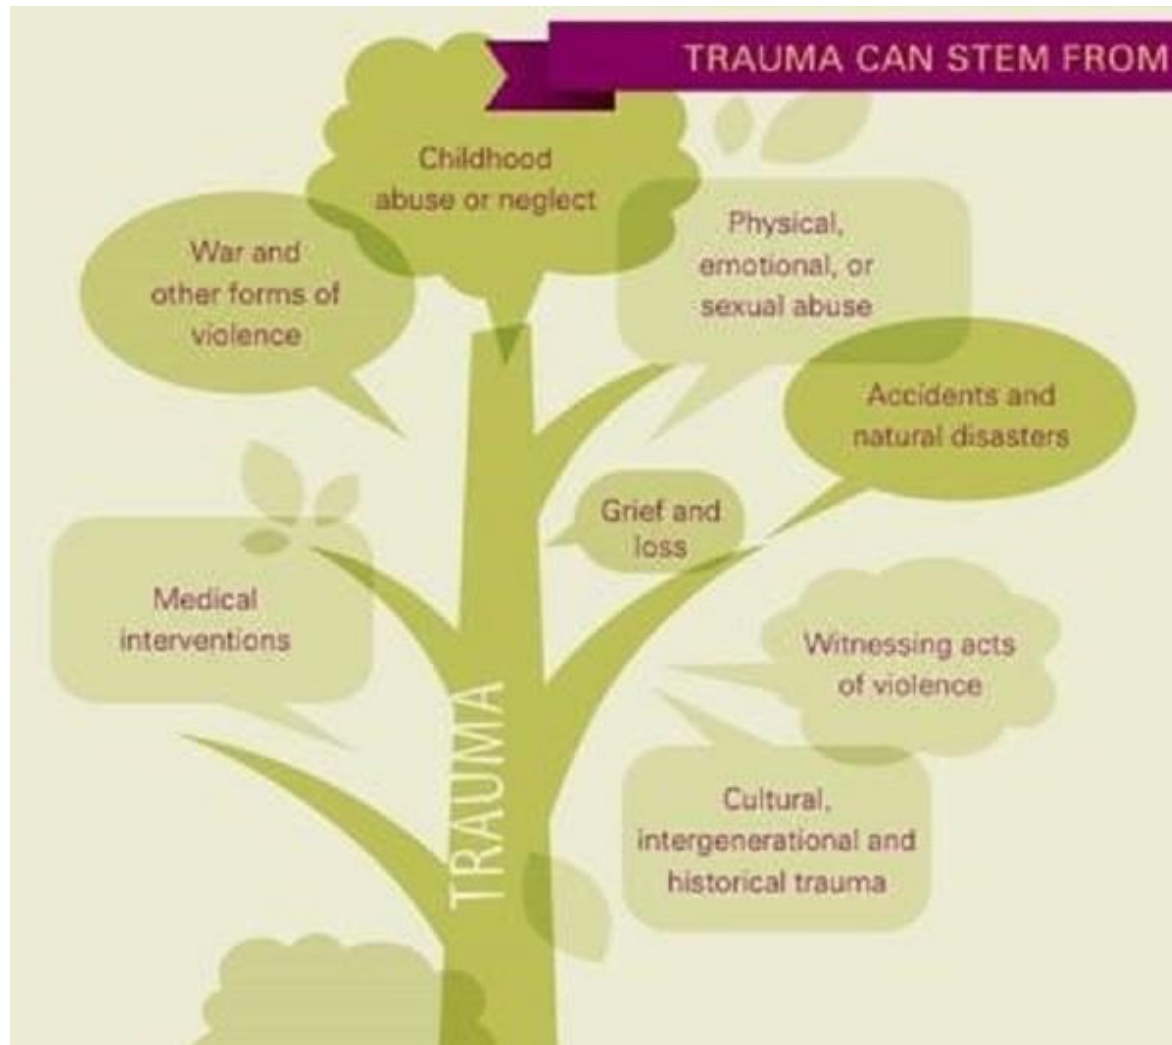 TRAUMA CAN STEM FROM
Childhood
abuse or neglect
War and
other forms of
violence
Physical,
emotional, or
sexual abuse
Accidents and
natural disasters
Grief and
loss
Medical
interventions
Witnessing acts
of violence
Cultural,
intergenerational and
historical trauma
TRAUMA